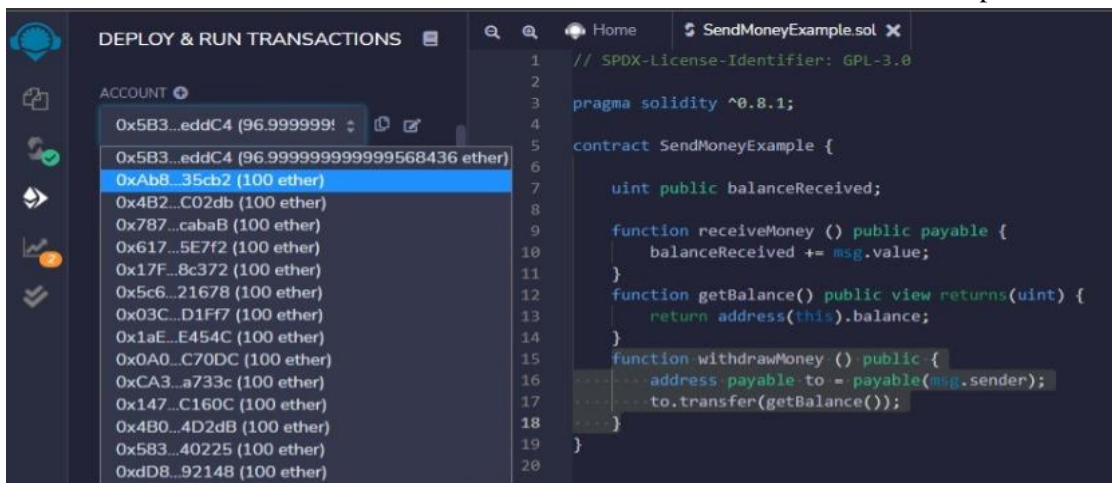 DEPLOY & RUN TRANSACTIONS
ACCOUNT
0x5B3...eddC4 (96.9999999
0x5B3...eddC4 (96.999999999999568436 ether)
0xAb8...35cb2 (100 ether)
0x4B2...C02db (100 ether)
0x787...cabaB (100 ether)
0x617...5E7f2 (100 ether)
0x17F...8c372 (100 ether)
0x5c6...21678 (100 ether)
0x03C...D1Ff7 (100 ether)
0x1aE...E454C (100 ether)
0x0A0...C70DC (100 ether)
0xCA3...a733c (100 ether)
0x147...C160C (100 ether)
0x4B0...4D2dB (100 ether)
0x583...40225 (100 ether)
0xdD8...92148 (100 ether)
2
Home
SendMoneyExample.sol
1 // SPDX-License-Identifier: GPL-3.0
2
3 pragma solidity ^0.8.1;
4
5 contract SendMoneyExample {
6
7 uint public balanceReceived;
8
9 function receiveMoney () public payable {
10 balanceReceived += msg.value;
11 }
12 function getBalance() public view returns(uint) {
13 return address(this).balance;
14 }
15 function withdrawMoney () public {
16 address payable to = payable(msg.sender);
17 to.transfer(getBalance());
18 }
19 }
20